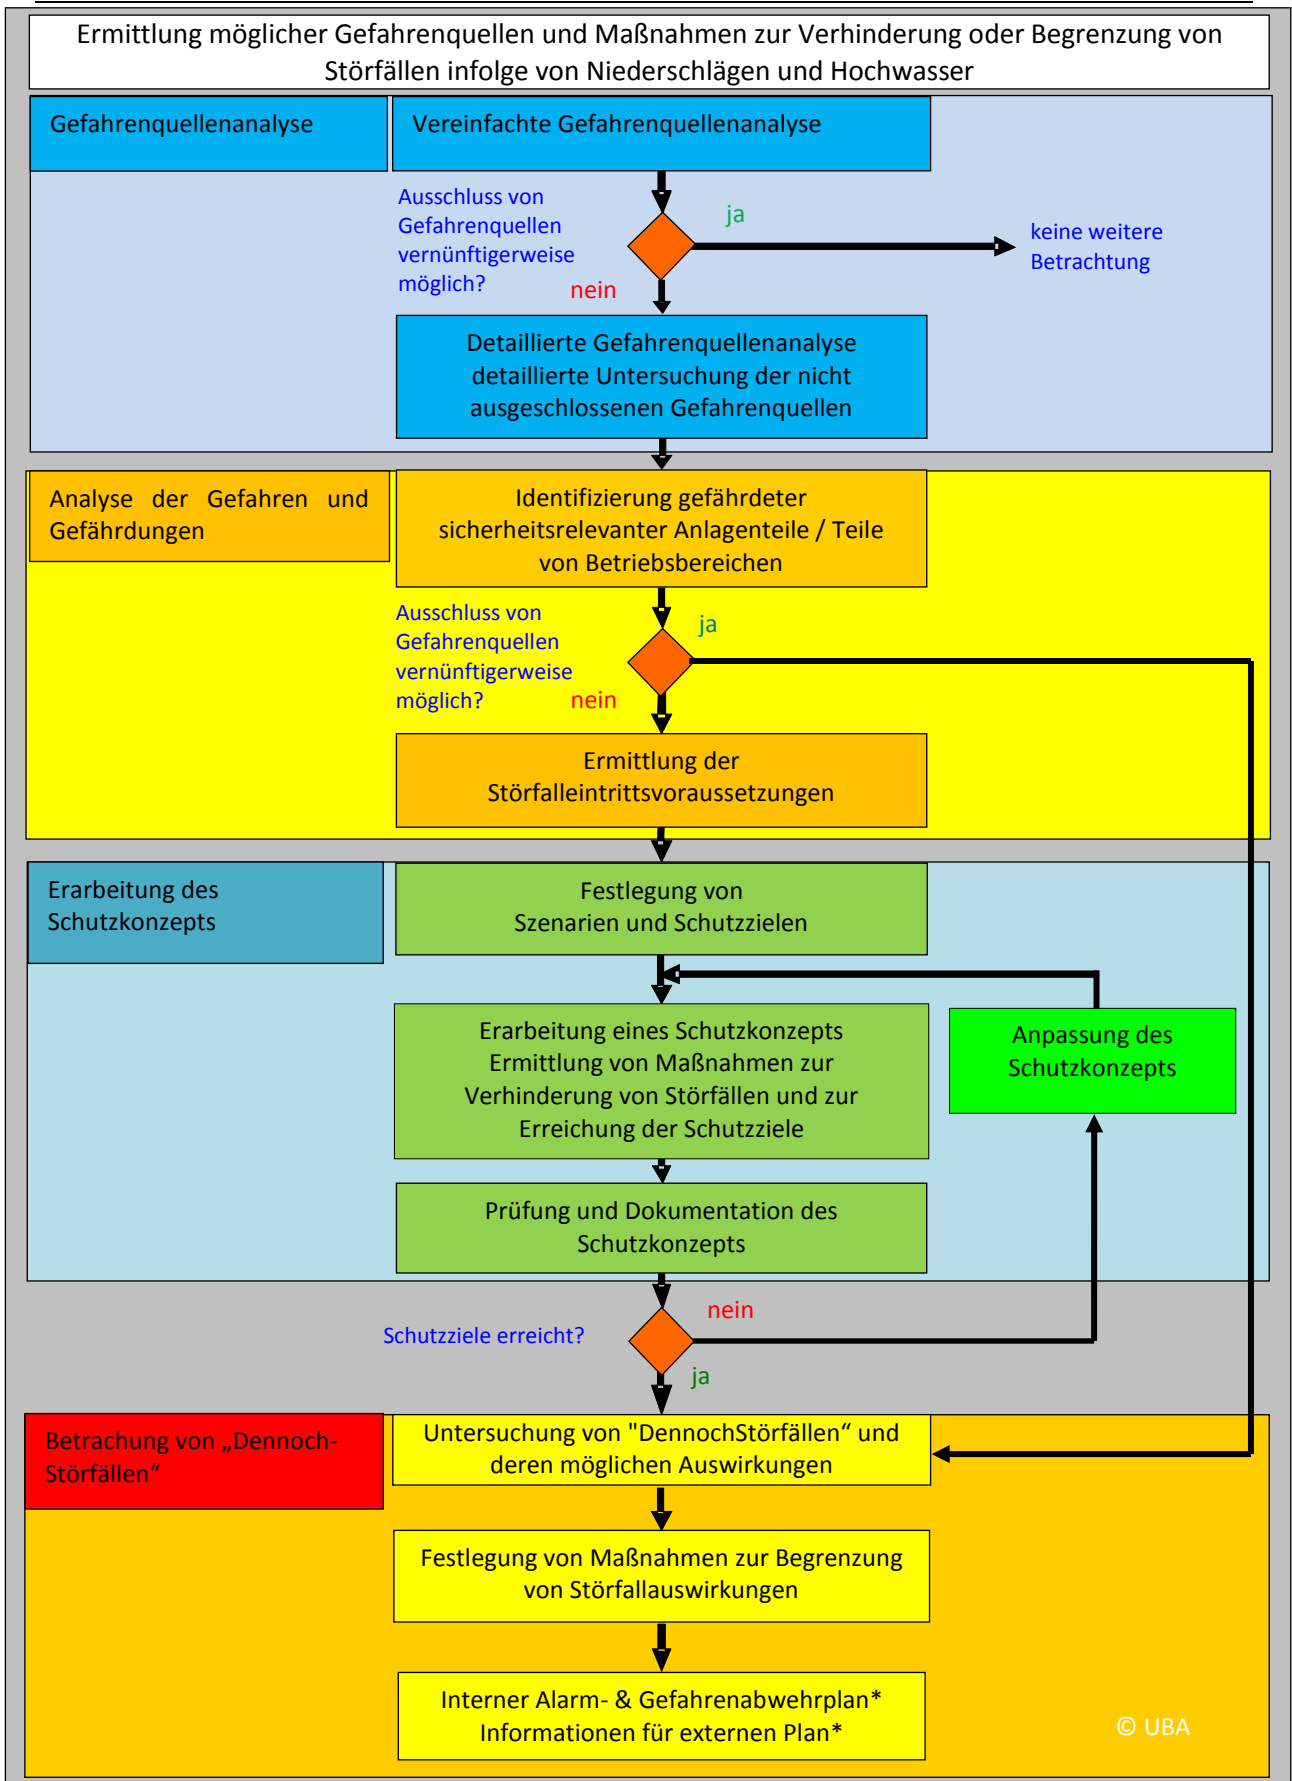 Ermittlung möglicher Gefahrenquellen und Maßnahmen zur Verhinderung oder Begrenzung von
Störfällen infolge von Niederschlägen und Hochwasser
Gefahrenquellenanalyse
Vereinfachte Gefahrenquellenanalyse
Ausschluss von
Gefahrenquellen
vernünftigerweise
möglich?
ja
keine weitere
Betrachtung
nein
Detaillierte Gefahrenquellenanalyse
detaillierte Untersuchung der nicht
ausgeschlossenen Gefahrenquellen
Analyse der Gefahren und
Gefährdungen
Identifizierung gefährdeter
sicherheitsrelevanter Anlagenteile / Teile
von Betriebsbereichen
Ausschluss von
Gefahrenquellen
vernünftigerweise
möglich?
ja
nein
Ermittlung der
Störfalleintrittsvoraussetzungen
Erarbeitung des
Schutzkonzepts
Festlegung von
Szenarien und Schutzzielen
Erarbeitung eines Schutzkonzepts
Ermittlung von Maßnahmen zur
Verhinderung von Störfällen und zur
Erreichung der Schutzziele
Anpassung des
Schutzkonzepts
Prüfung und Dokumentation des
Schutzkonzepts
Schutzziele erreicht?
nein
ja
Betrachung von „Dennoch-
Störfällen“
Untersuchung von "DennochStörfällen“ und
deren möglichen Auswirkungen
Festlegung von Maßnahmen zur Begrenzung
von Störfallauswirkungen
Interner Alarm- & Gefahrenabwehrplan*
Informationen für externen Plan*
© UBA